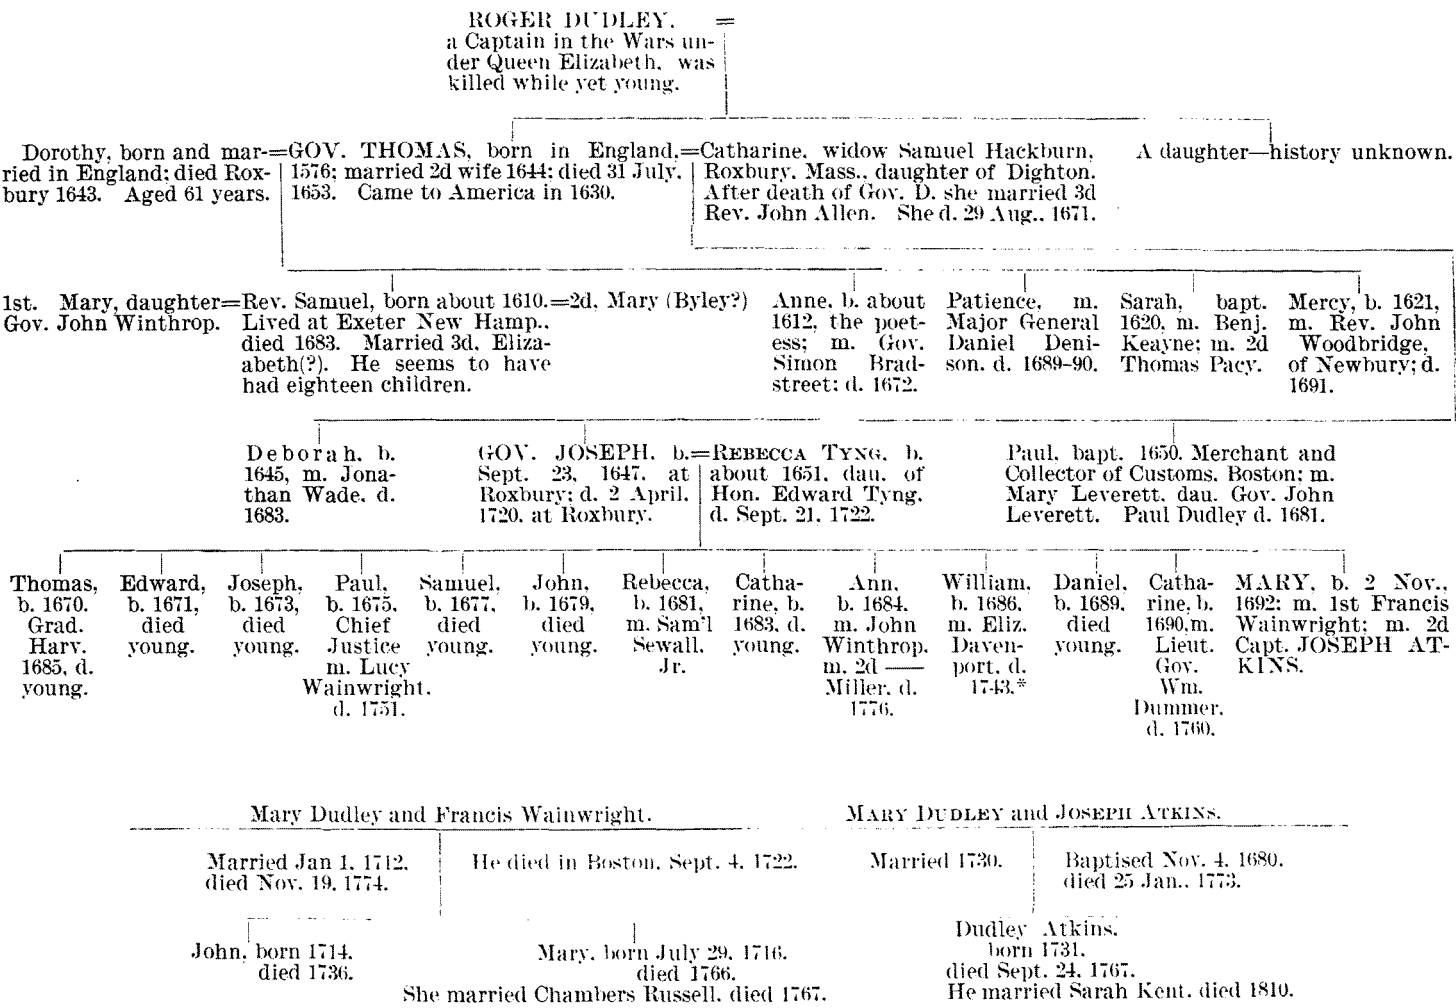 ROGER DUDLEY, =
a Captain in the Wars un-
der Queen Elizabeth, was
killed while yet young.
Dorothy, born and mar-
ried in England; died Rox-
bury 1643. Aged 61 years.
=GOV. THOMAS, born in England,
1576; married 2d wife 1644; died 31 July,
1653. Came to America in 1630.
=Catharine, widow Samuel Hackburn,
Roxbury, Mass., daughter of Dighton.
After death of Gov. D. she married 3d
Rev. John Allen. She d. 29 Aug., 1671.
A daughter—history unknown.
1st. Mary, daughter
Gov. John Winthrop.
=Rev. Samuel, born about 1610.
Lived at Exeter New Hamp.,
died 1683. Married 3d, Eliza-
abeth(?). He seems to have
had eighteen children.
=2d, Mary (Byley?)
Anne, b. about
1612, the poet-
ess; m. Gov.
Simon Brad-
street; d. 1672.
Patience, m.
Major General
Daniel Deni-
son, d. 1689-90.
Sarah, bapt.
1620, m. Benj.
Keayne; m. 2d
Thomas Pacy.
Mercy, b. 1621,
m. Rev. John
Woodbridge,
of Newbury; d.
1691.
Deborah, b.
1645, m. Jona-
than Wade, d.
1683.
GOV. JOSEPH, b.
Sept. 23, 1647, at
Roxbury; d. 2 April,
1720, at Roxbury.
=REBECCA TYNG, b.
about 1651, dau. of
Hon. Edward Tyng,
d. Sept. 21, 1722.
Paul, bapt. 1650, Merchant and
Collector of Customs, Boston; m.
Mary Leverett, dau. Gov. John
Leverett. Paul Dudley d. 1681.
Thomas,
b. 1670.
Grad.
Harv.
1685, d.
young.
Edward,
b. 1671,
died
young.
Joseph,
b. 1673,
died
young.
Paul,
b. 1675,
Chief
Justice
m. Lucy
Wainwright,
d. 1751.
Samuel,
b. 1677,
died
young.
John,
b. 1679,
died
young.
Rebecca,
b. 1681,
m. Sam'l
Sewall,
Jr.
Catha-
rine, b.
1683, d.
young.
Ann,
b. 1684,
m. John
Winthrop,
m. 2d —
Miller, d.
1776.
William,
b. 1686,
m. Eliz.
Daven-
port, d.
1743.*
Daniel,
b. 1689,
died
young.
Catha-
rine, b.
1690, m.
Lieut.
Gov.
Wm.
Dummer,
d. 1760.
MARY, b. 2 Nov.,
1692; m. 1st Francis
Wainwright; m. 2d
Capt. JOSEPH AT-
KINS.
Mary Dudley and Francis Wainwright.
Married Jan 1, 1712,
died Nov. 19, 1774.
He died in Boston, Sept. 4, 1722.
John, born 1714,
died 1736.
Mary, born July 29, 1716,
died 1766.
She married Chambers Russell, died 1767.
MARY DUDLEY and JOSEPH ATKINS.
Married 1730.
Baptised Nov. 4, 1680,
died 25 Jan., 1773.
Dudley Atkins,
born 1731,
died Sept. 24, 1767.
He married Sarah Kent, died 1810.